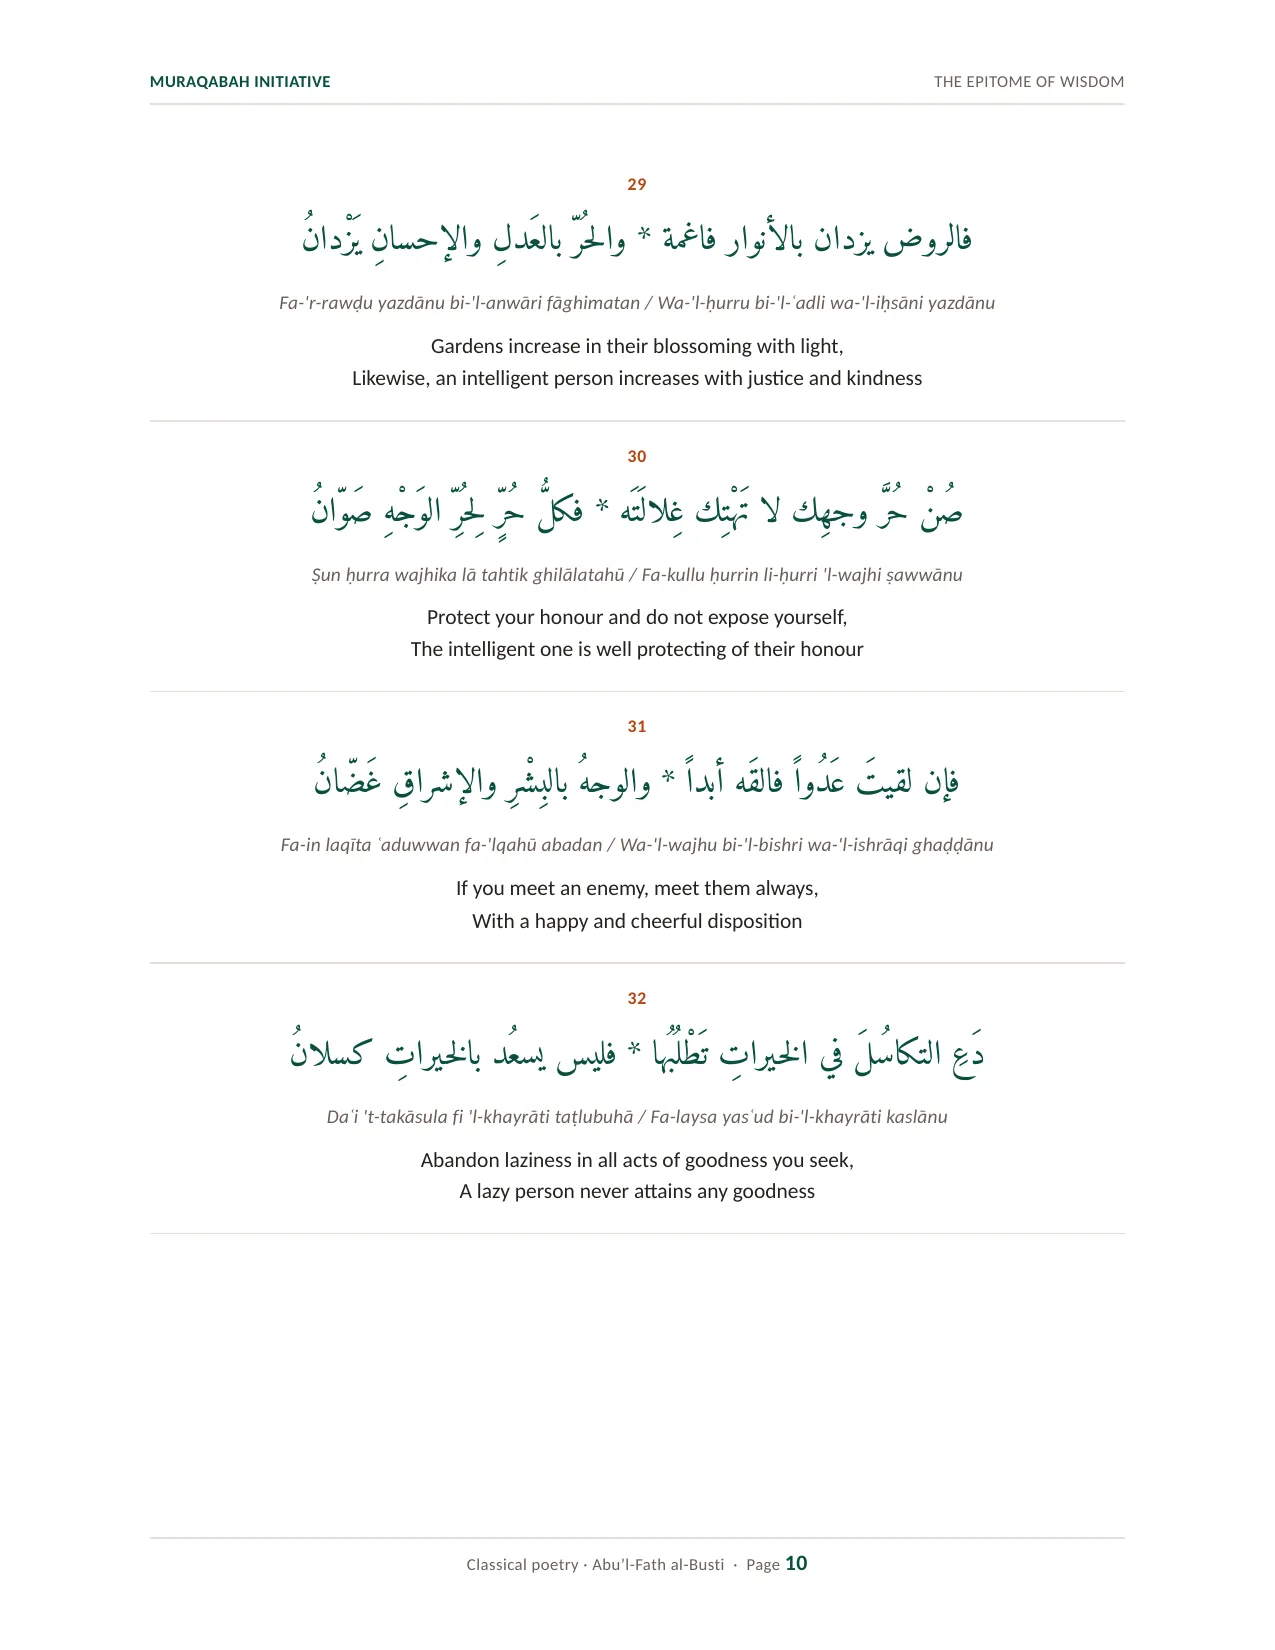 MURAQABAH INITIATIVE
THE EPITOME OF WISDOM
29
فالروض يزدان بالأنوار فاغمة * والحُرّ بالعَدلِ والإحسانِ يَزْدانُ
Fa-'r-rawḍu yazdānu bi-'l-anwāri fāghimatan / Wa-'l-ḥurru bi-'l-ʿadli wa-'l-iḥsāni yazdānu
Gardens increase in their blossoming with light,
Likewise, an intelligent person increases with justice and kindness
30
صُنْ حُرَّ وجهِك لا تَهْتِك غِلالَتَه * فكلُّ حُرٍّ لِحُرِّ الوَجْهِ صَوّانُ
Ṣun ḥurra wajhika lā tahtik ghilālatahū / Fa-kullu ḥurrin li-ḥurri 'l-wajhi ṣawwānu
Protect your honour and do not expose yourself,
The intelligent one is well protecting of their honour
31
فإن لقيتَ عَدُواً فالقَه أبداً * والوجهُ بالبِشْرِ والإشراقِ غَضّانُ
Fa-in laqīta ʿaduwwan fa-'lqahū abadan / Wa-'l-wajhu bi-'l-bishri wa-'l-ishrāqi ghaḍḍānu
If you meet an enemy, meet them always,
With a happy and cheerful disposition
32
دَعِ التكاسُلَ في الخيراتِ تَطْلُبُها * فليس يسعُد بالخيراتِ كسلانُ
Daʿi 't-takāsula fi 'l-khayrāti taṭlubuhā / Fa-laysa yasʿud bi-'l-khayrāti kaslānu
Abandon laziness in all acts of goodness you seek,
A lazy person never attains any goodness
Classical poetry · Abu’l-Fath al-Busti · Page 10